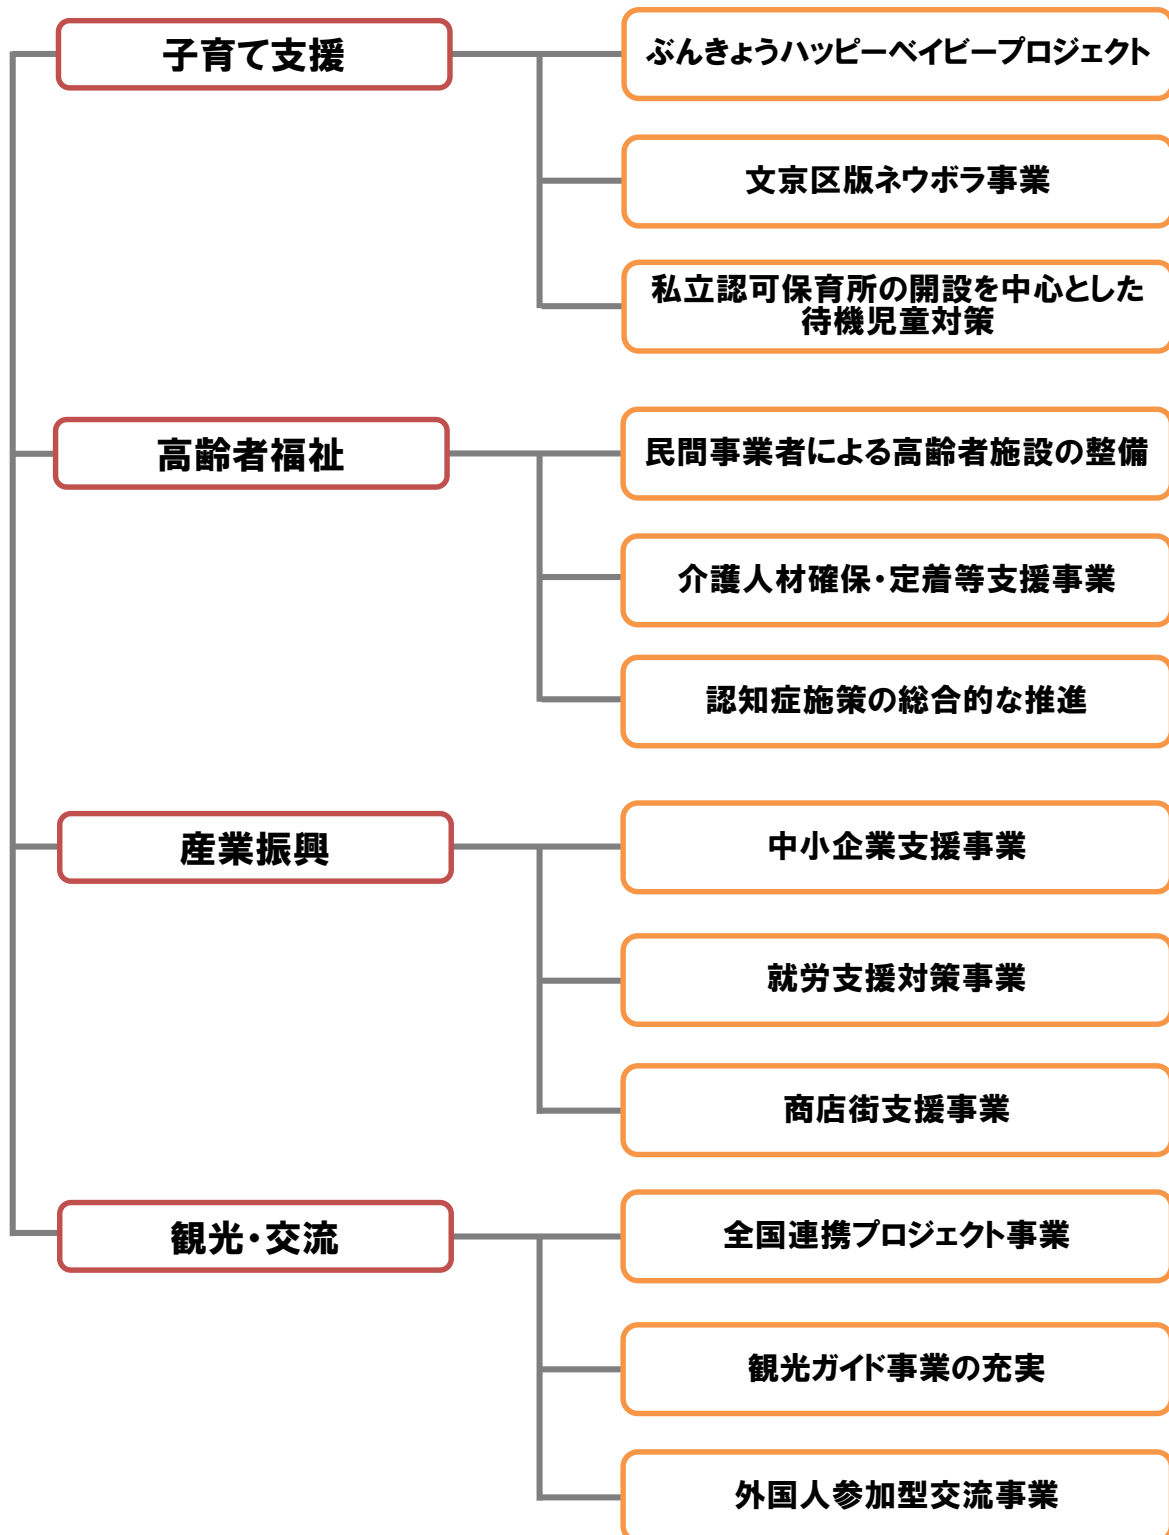 子育て支援
ぶんきょうハッピーベイビープロジェクト
文京区版ネウボラ事業
私立認可保育所の開設を中心とした
待機児童対策
高齢者福祉
民間事業者による高齢者施設の整備
介護人材確保・定着等支援事業
認知症施策の総合的な推進
産業振興
中小企業支援事業
就労支援対策事業
商店街支援事業
観光・交流
全国連携プロジェクト事業
観光ガイド事業の充実
外国人参加型交流事業